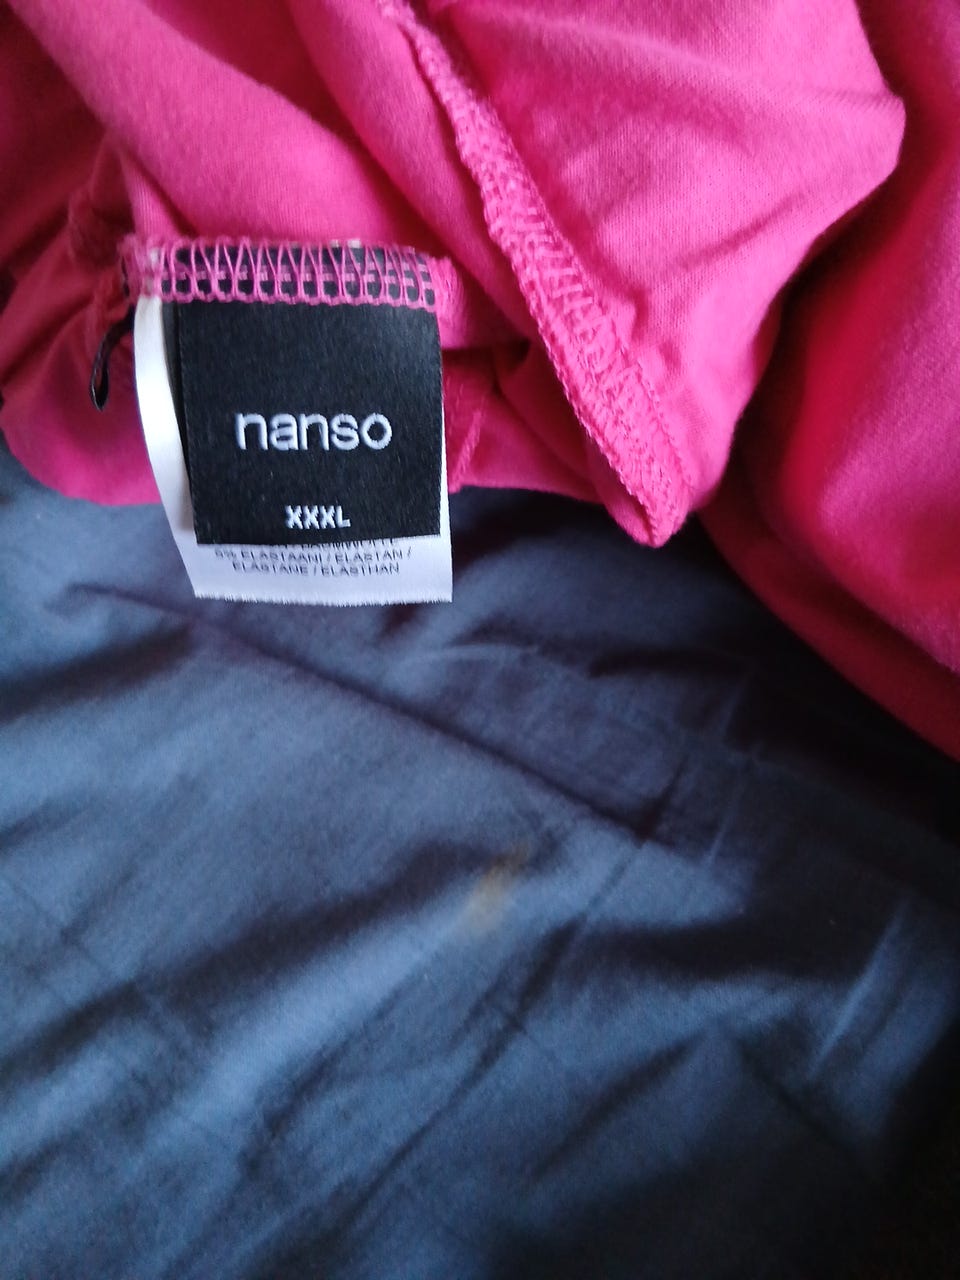 nanso
XXXL
5% ELASTAANI / ELASTAN /
ELASTANE / ELASTHAN